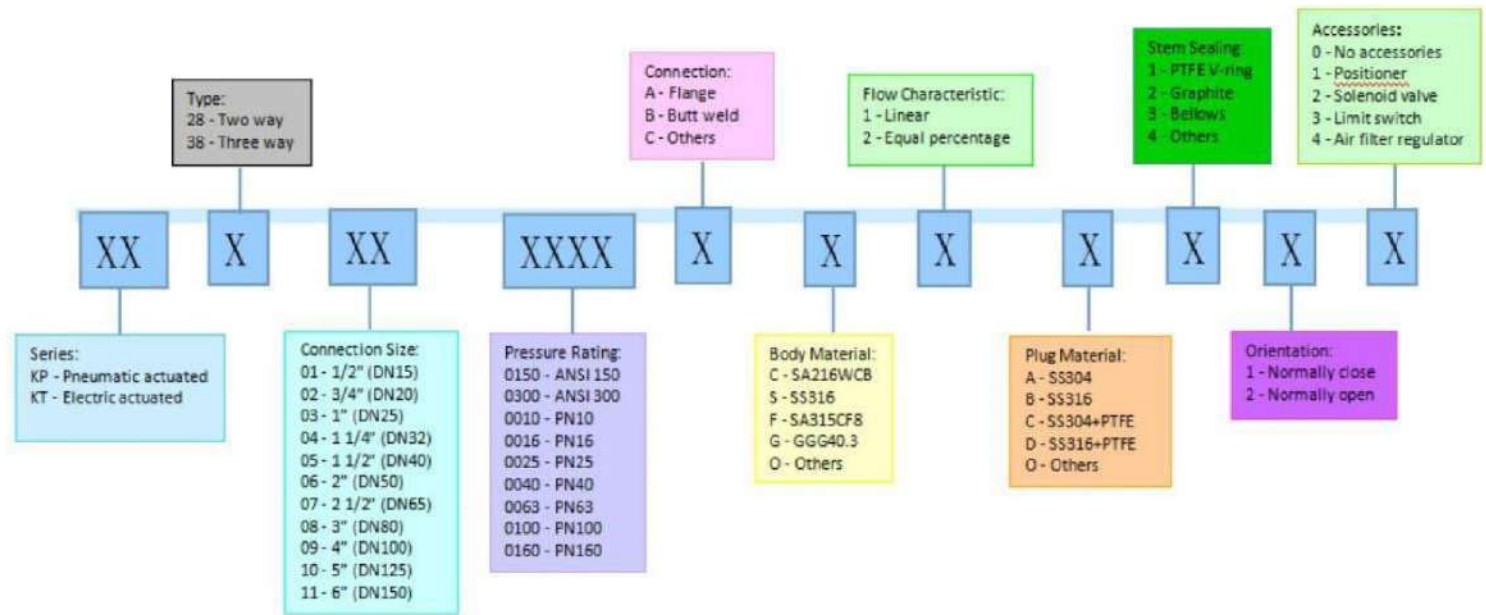 Type:
28 - Two way
38 - Three way
Connection:
A - Flange
B - Butt weld
C - Others
Flow Characteristic:
1 - Linear
2 - Equal percentage
Stem Sealing:
1 - PTFE V-ring
2 - Graphite
3 - Bellows
4 - Others
Accessories:
0 - No accessories
1 - Positioner
2 - Solenoid valve
3 - Limit switch
4 - Air filter regulator
XX X XX XXXX X X X X X X X
Series:
KP - Pneumatic actuated
KT - Electric actuated
Connection Size:
01 - 1/2" (DN15)
02 - 3/4" (DN20)
03 - 1" (DN25)
04 - 1 1/4" (DN32)
05 - 1 1/2" (DN40)
06 - 2" (DN50)
07 - 2 1/2" (DN65)
08 - 3" (DN80)
09 - 4" (DN100)
10 - 5" (DN125)
11 - 6" (DN150)
Pressure Rating:
0150 - ANSI 150
0300 - ANSI 300
0010 - PN10
0016 - PN16
0025 - PN25
0040 - PN40
0063 - PN63
0100 - PN100
0160 - PN160
Body Material:
C - SA216WCB
S - SS316
F - SA315CF8
G - GGG40.3
O - Others
Plug Material:
A - SS304
B - SS316
C - SS304+PTFE
D - SS316+PTFE
O - Others
Orientation:
1 - Normally close
2 - Normally open